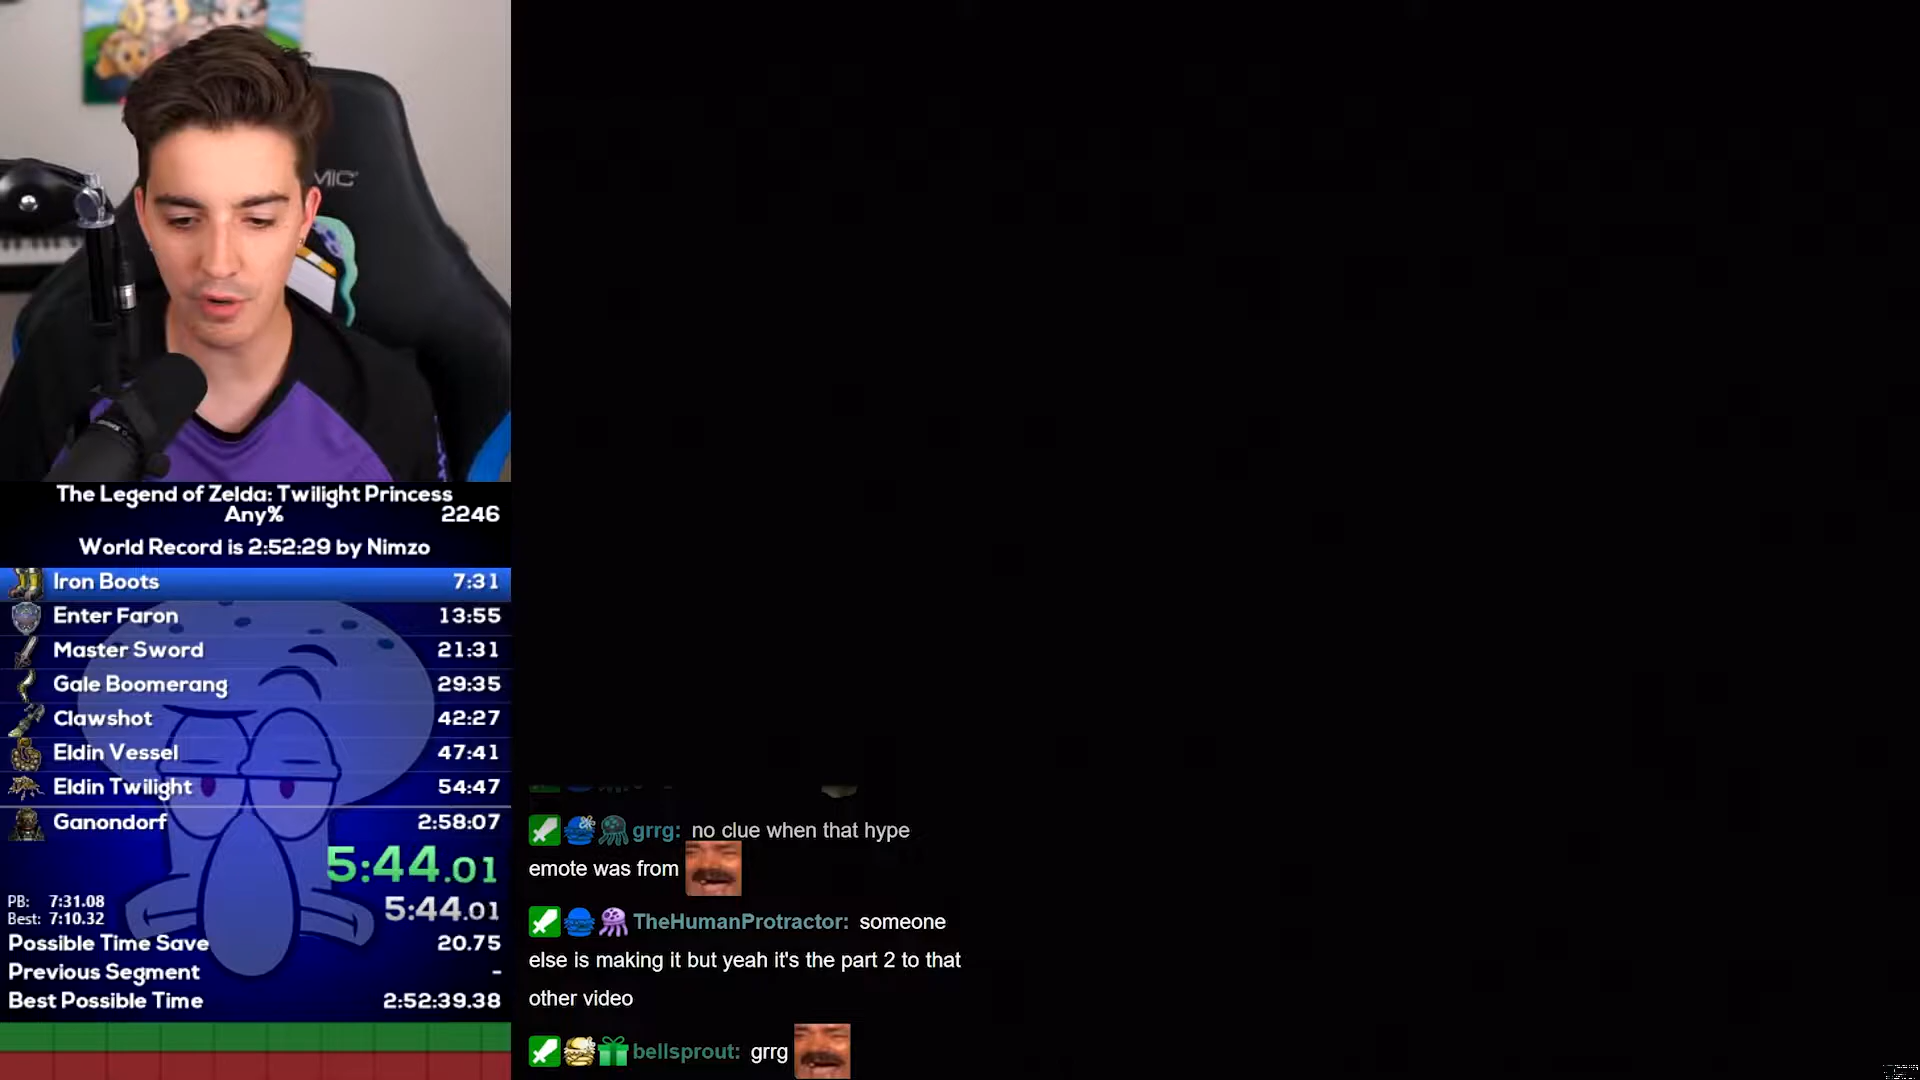 MIC
The Legend of Zelda: Twilight Princess
Any% 2246
World Record is 2:52:29 by Nimzo
Iron Boots 7:31
Enter Faron 13:55
Master Sword 21:31
Gale Boomerang 29:35
Clawshot 42:27
Eldin Vessel 47:41
Eldin Twilight 54:47
Ganondorf 2:58:07
5:44.01
PB: 7:31.08
Best: 7:10.32
5:44.01
Possible Time Save 20.75
Previous Segment -
Best Possible Time 2:52:39.38
grrg: no clue when that hype
emote was from
TheHumanProtractor: someone
else is making it but yeah it's the part 2 to that
other video
bellsprout: grrg